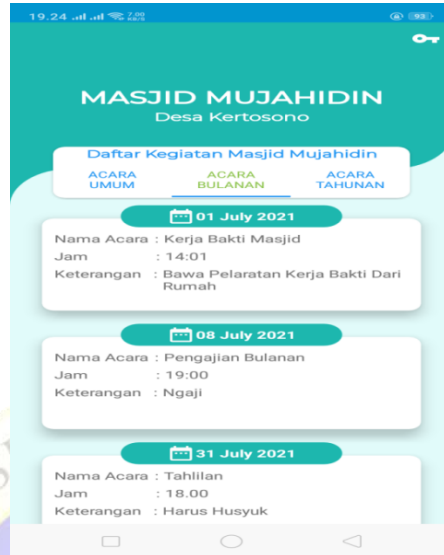 19.24
7,00
KB/S
93
MASJID MUJAHIDIN
Desa Kertosono
Daftar Kegiatan Masjid Mujahidin
ACARA UMUM
ACARA BULANAN
ACARA TAHUNAN
01 July 2021
Nama Acara : Kerja Bakti Masjid
Jam : 14:01
Keterangan : Bawa Pelaratan Kerja Bakti Dari
Rumah
08 July 2021
Nama Acara : Pengajian Bulanan
Jam : 19:00
Keterangan : Ngaji
31 July 2021
Nama Acara : Tahlilan
Jam : 18.00
Keterangan : Harus Husyuk